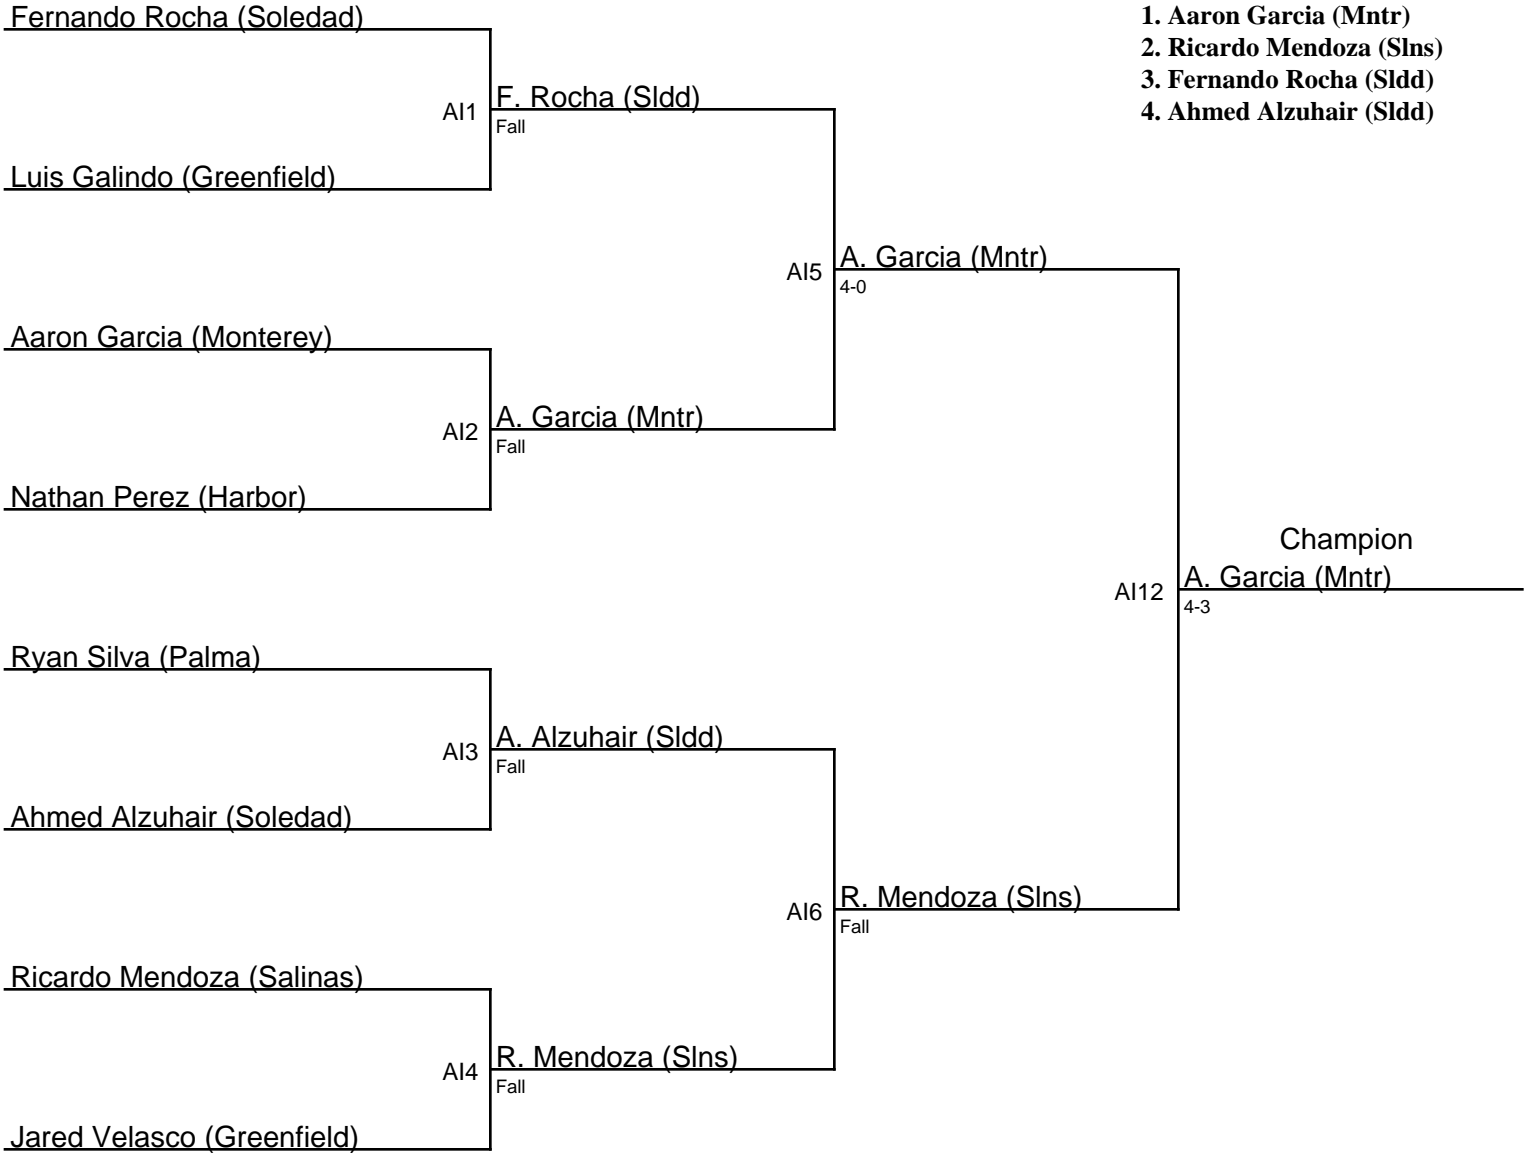 Fernando Rocha (Soledad)
1. Aaron Garcia (Mntr)
2. Ricardo Mendoza (Slns)
3. Fernando Rocha (Sldd)
4. Ahmed Alzuhair (Sldd)
AI1
F. Rocha (Sldd)
Fall
Luis Galindo (Greenfield)
AI5
A. Garcia (Mntr)
4-0
Aaron Garcia (Monterey)
AI2
A. Garcia (Mntr)
Fall
Nathan Perez (Harbor)
Champion
AI12
A. Garcia (Mntr)
4-3
Ryan Silva (Palma)
AI3
A. Alzuhair (Sldd)
Fall
Ahmed Alzuhair (Soledad)
AI6
R. Mendoza (Slns)
Fall
Ricardo Mendoza (Salinas)
AI4
R. Mendoza (Slns)
Fall
Jared Velasco (Greenfield)